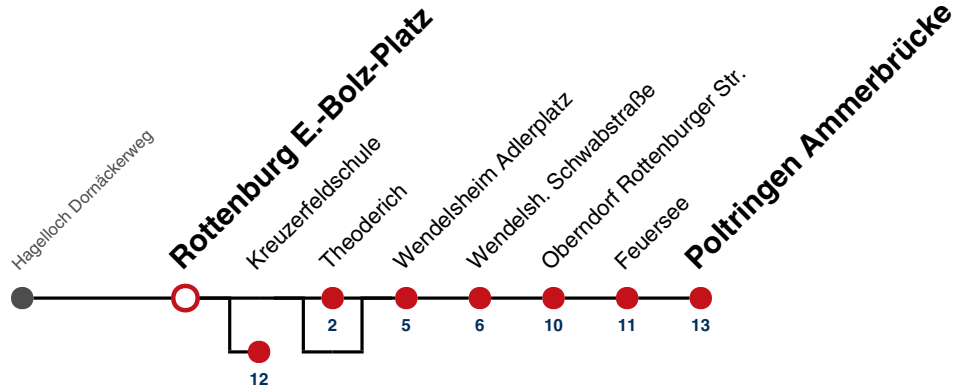 Hagelloch Dornäckerweg
Rottenburg E.-Bolz-Platz
Kreuzerfeldschule
Theoderich
Wendelsheim Adlerplatz
Wendelsh. Schwabstraße
Oberndorf Rottenburger Str.
Feuersee
Poltringen Ammerbrücke
2
5
6
10
11
13
12